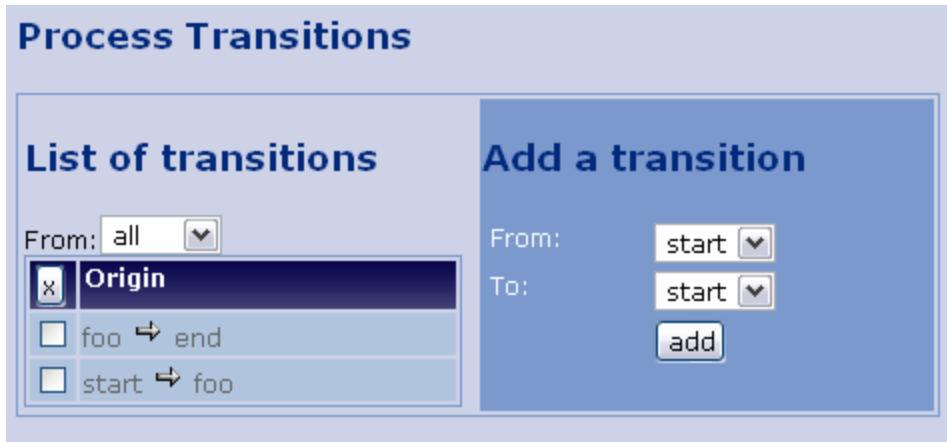 Process Transitions
List of transitions
From: all
x Origin
foo ⇨ end
start ⇨ foo
Add a transition
From: start
To: start
add